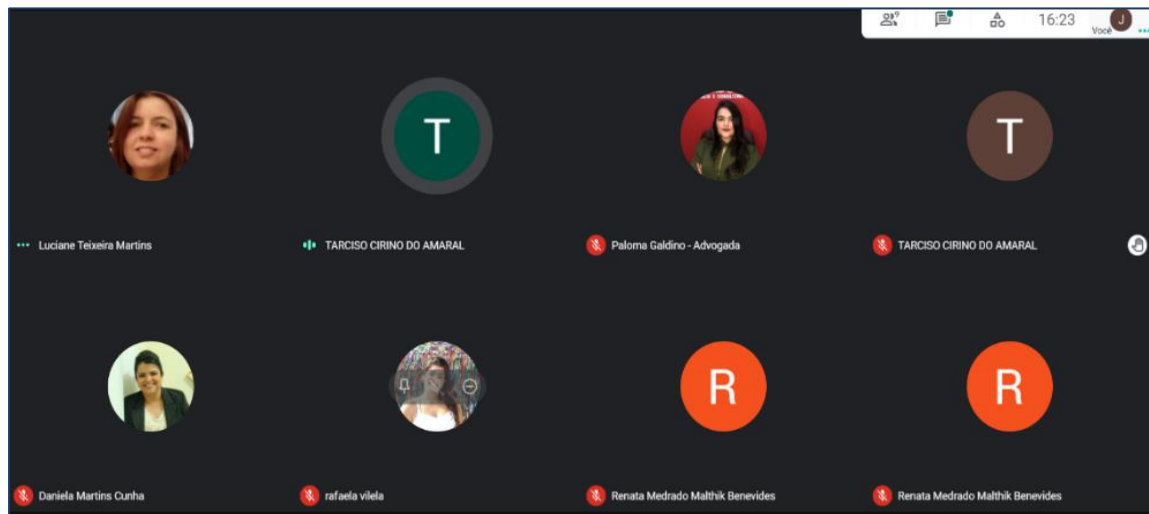 9 16:23 Você J
T T
Luciane Teixeira Martins TARCISO CIRINO DO AMARAL Paloma Galdino - Advogada TARCISO CIRINO DO AMARAL
R R
Daniela Martins Cunha rafaela vilela Renata Medrado Malthik Benevides Renata Medrado Malthik Benevides